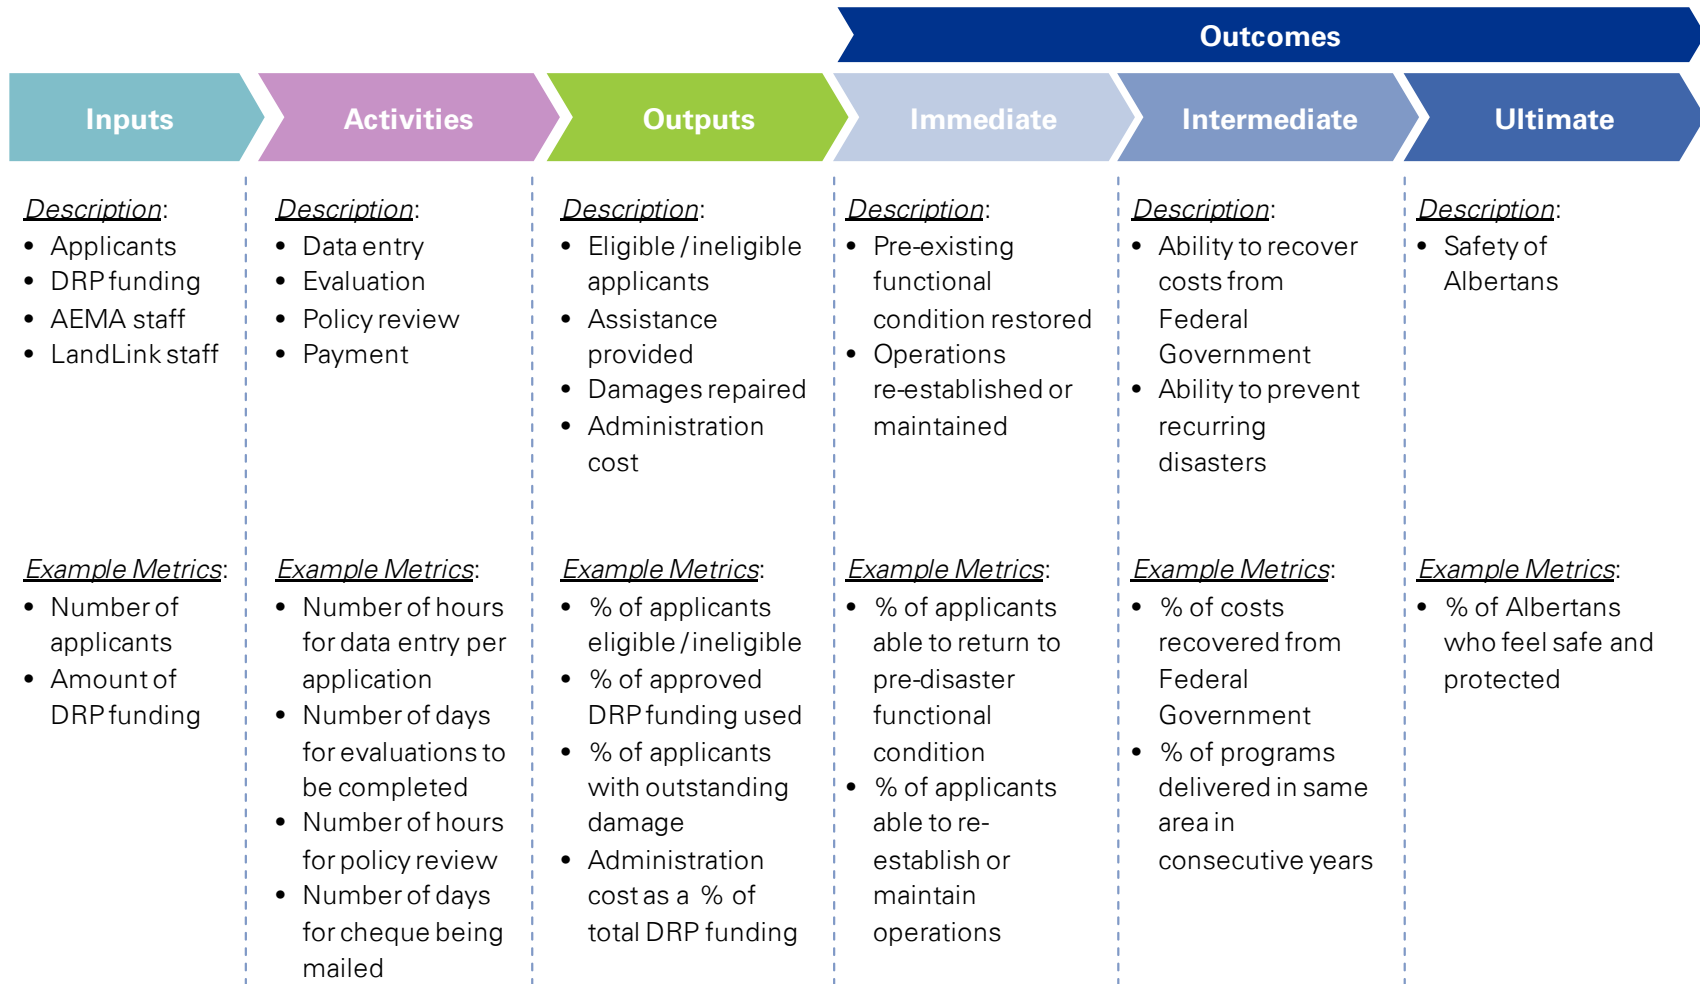 Outcomes
Inputs
Activities
Outputs
Immediate
Intermediate
Ultimate
Description:
• Applicants
• DRP funding
• AEMA staff
• LandLink staff
Example Metrics:
• Number of
applicants
• Amount of
DRP funding
Description:
• Data entry
• Evaluation
• Policy review
• Payment
Example Metrics:
• Number of hours
for data entry per
application
• Number of days
for evaluations to
be completed
• Number of hours
for policy review
• Number of days
for cheque being
mailed
Description:
• Eligible / ineligible
applicants
• Assistance
provided
• Damages repaired
• Administration
cost
Example Metrics:
• % of applicants
eligible / ineligible
• % of approved
DRP funding used
• % of applicants
with outstanding
damage
• Administration
cost as a % of
total DRP funding
Description:
• Pre-existing
functional
condition restored
• Operations
re-established or
maintained
Example Metrics:
• % of applicants
able to return to
pre-disaster
functional
condition
• % of applicants
able to re-
establish or
maintain
operations
Description:
• Ability to recover
costs from
Federal
Government
• Ability to prevent
recurring
disasters
Example Metrics:
• % of costs
recovered from
Federal
Government
• % of programs
delivered in same
area in
consecutive years
Description:
• Safety of
Albertans
Example Metrics:
• % of Albertans
who feel safe and
protected